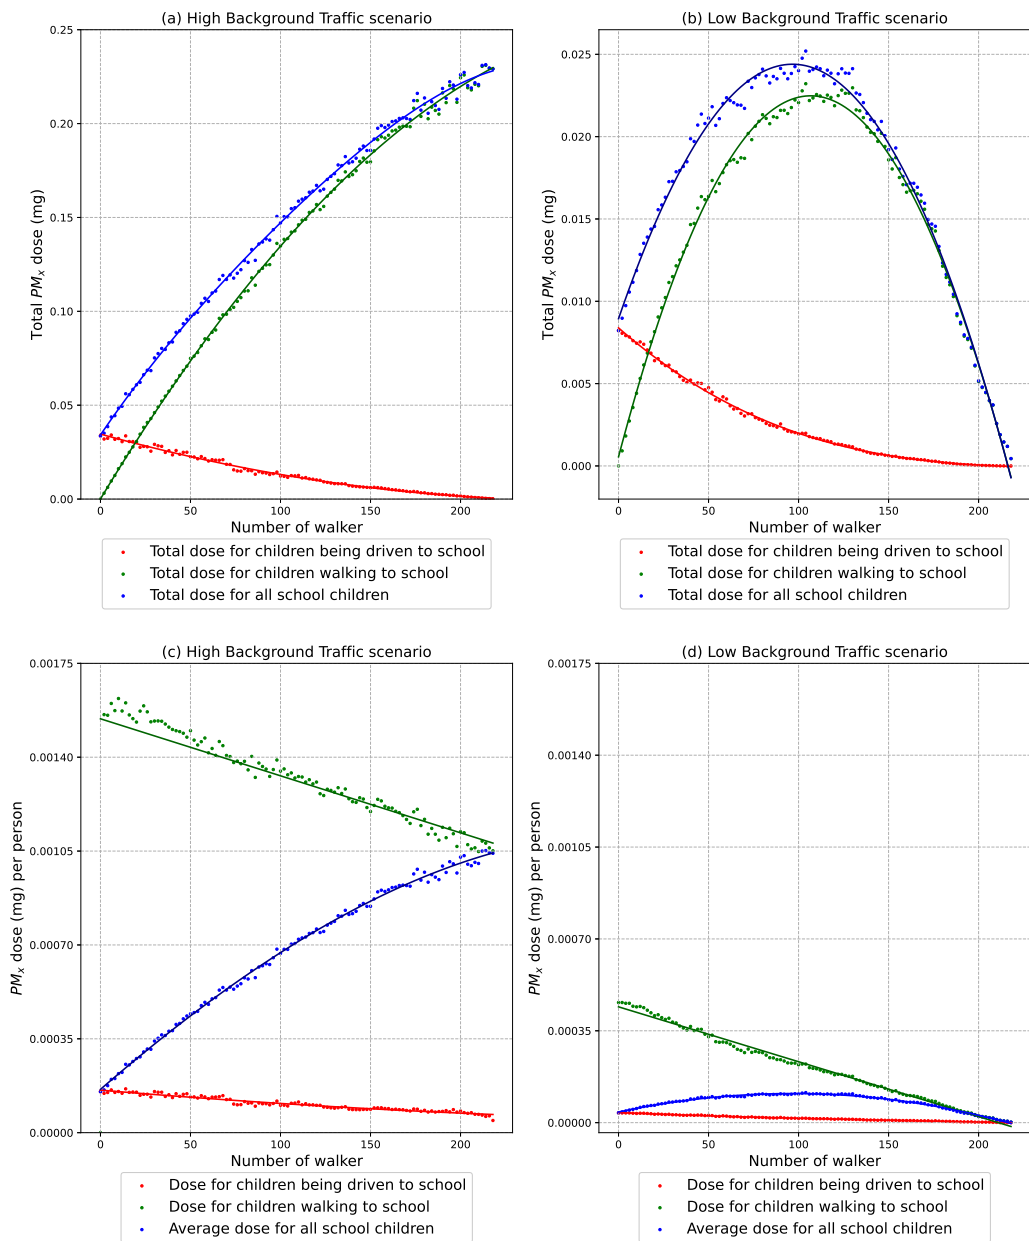 (a) High Background Traffic scenario
0.25
0.20
0.15
0.10
0.05
0.00
Total PMx dose (mg)
0 50 100 150 200
Number of walker
Total dose for children being driven to school
Total dose for children walking to school
Total dose for all school children
(b) Low Background Traffic scenario
0.025
0.020
0.015
0.010
0.005
0.000
Total PMx dose (mg)
0 50 100 150 200
Number of walker
Total dose for children being driven to school
Total dose for children walking to school
Total dose for all school children
(c) High Background Traffic scenario
0.00175
0.00140
0.00105
0.00070
0.00035
0.00000
PMx dose (mg) per person
0 50 100 150 200
Number of walker
Dose for children being driven to school
Dose for children walking to school
Average dose for all school children
(d) Low Background Traffic scenario
0.00175
0.00140
0.00105
0.00070
0.00035
0.00000
PMx dose (mg) per person
0 50 100 150 200
Number of walker
Dose for children being driven to school
Dose for children walking to school
Average dose for all school children